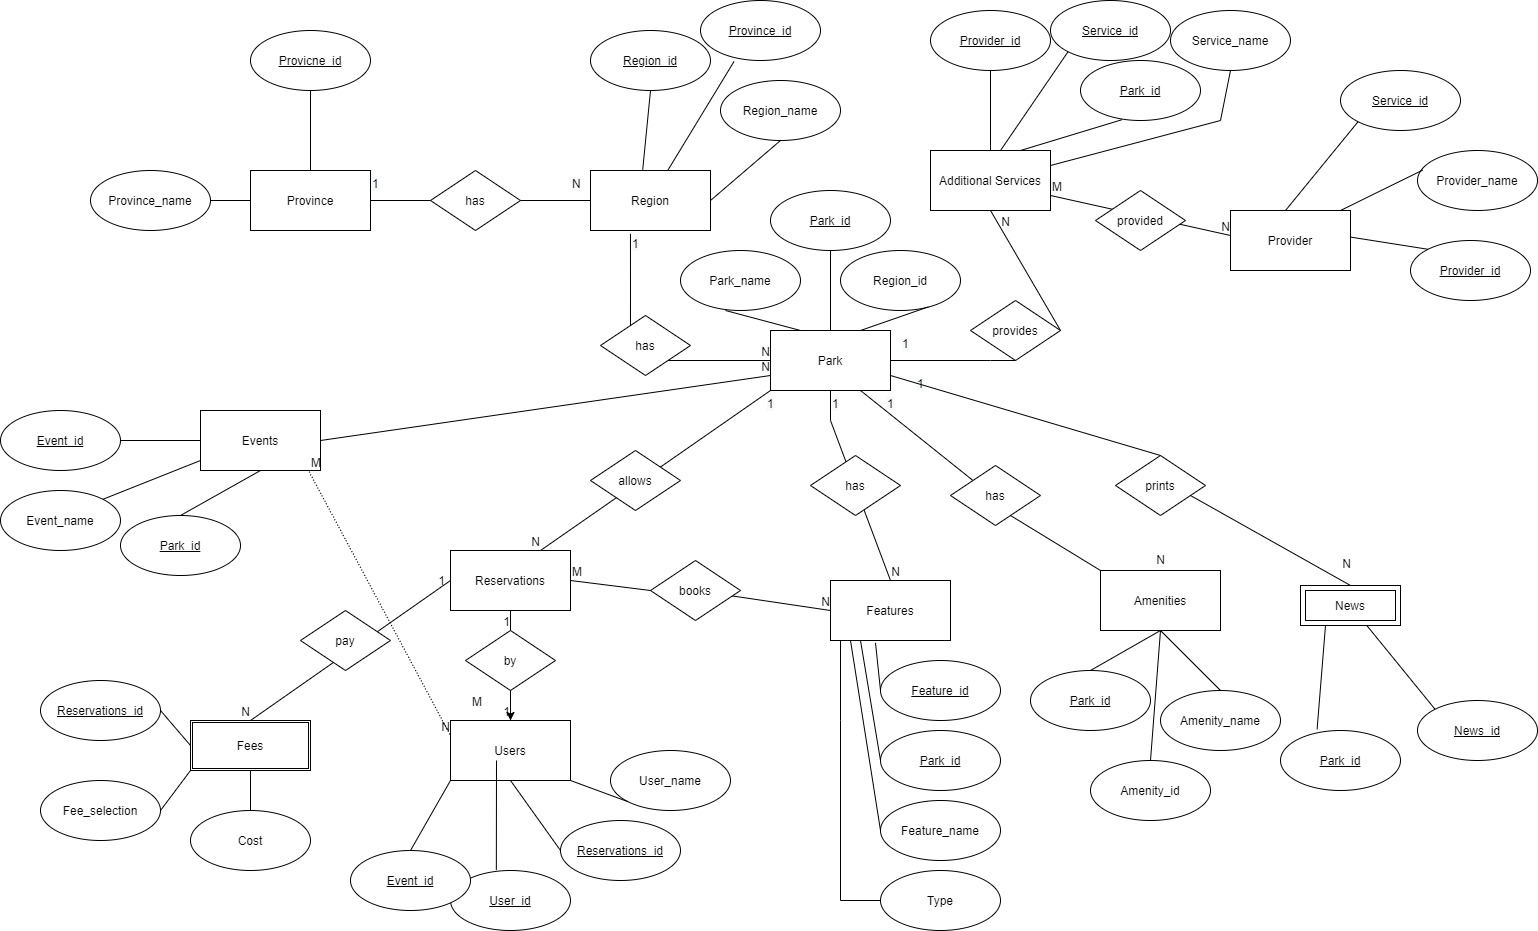 Province_id
Service_id
Provider_id
Service_name
Provicne_id
Region_id
Park_id
Service_id
Region_name
Additional Services
Provider_name
1
N
M
Province_name
Province
has
Region
Park_id
N
provided
N
Provider
1
Provider_id
Park_name
Region_id
has
provides
1
N
Park
N
1
1
1
1
1
Event_id
Events
M
allows
has
has
prints
Event_name
Park_id
N
N
N
N
Reservations
M
1
books
N
Amenities
News
Features
1
pay
by
Feature_id
Park_id
M
1
Reservations_id
N
N
Amenity_name
News_id
Fees
Users
Park_id
Park_id
User_name
Amenity_id
Fee_selection
Cost
Feature_name
Reservations_id
Event_id
User_id
Type